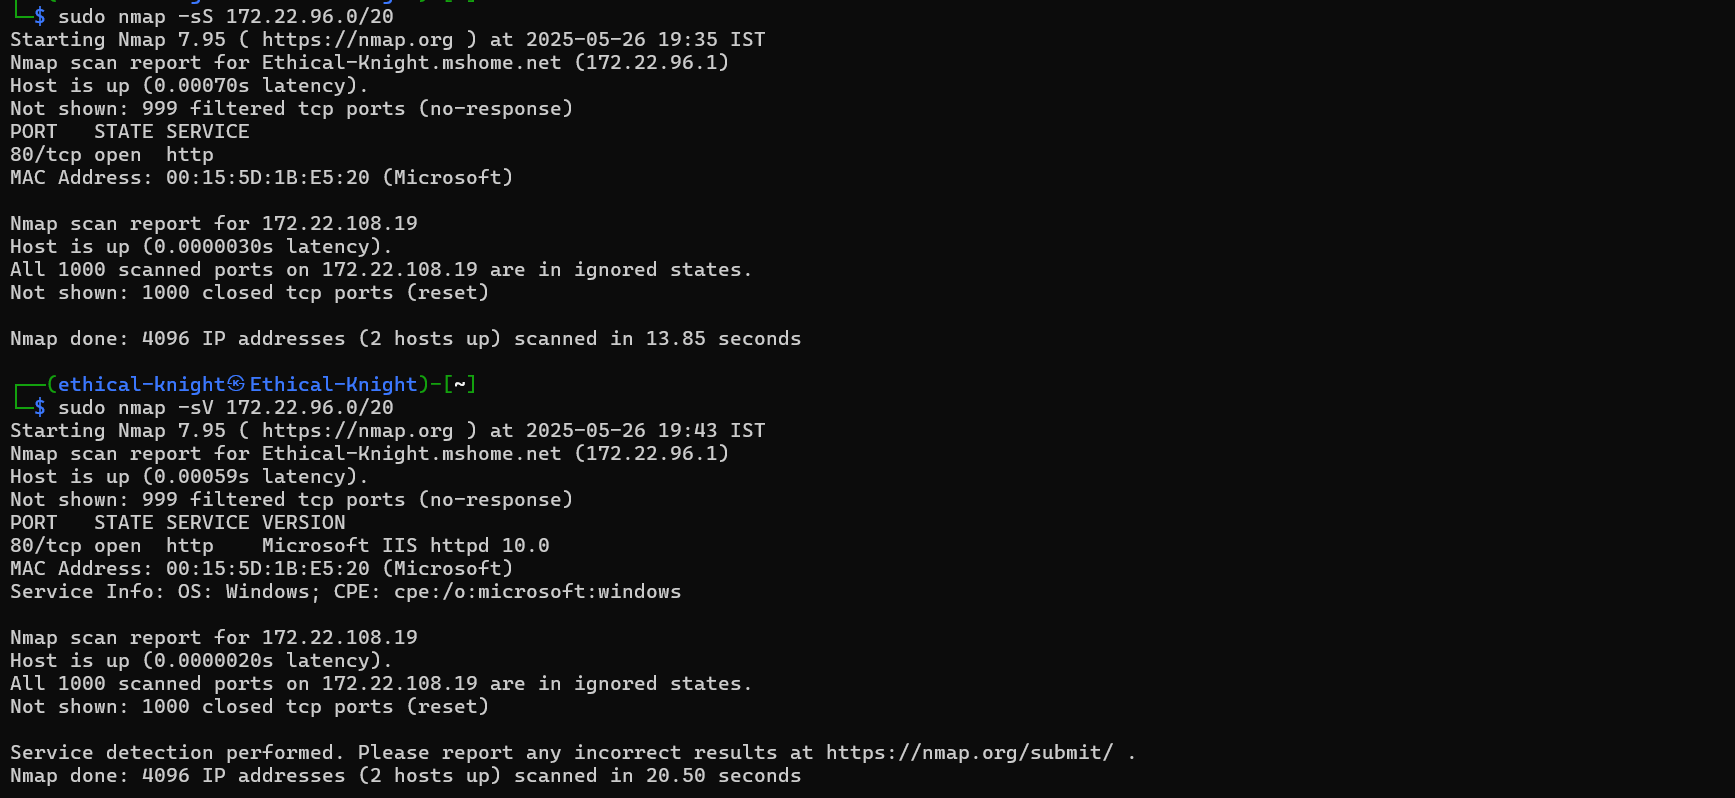 └─$ sudo nmap -sS 172.22.96.0/20
Starting Nmap 7.95 ( https://nmap.org ) at 2025-05-26 19:35 IST
Nmap scan report for Ethical-Knight.mshome.net (172.22.96.1)
Host is up (0.00070s latency).
Not shown: 999 filtered tcp ports (no-response)
PORT   STATE SERVICE
80/tcp open  http
MAC Address: 00:15:5D:1B:E5:20 (Microsoft)

Nmap scan report for 172.22.108.19
Host is up (0.0000030s latency).
All 1000 scanned ports on 172.22.108.19 are in ignored states.
Not shown: 1000 closed tcp ports (reset)

Nmap done: 4096 IP addresses (2 hosts up) scanned in 13.85 seconds

┌──(ethical-knight㉿Ethical-Knight)-[~]
└─$ sudo nmap -sV 172.22.96.0/20
Starting Nmap 7.95 ( https://nmap.org ) at 2025-05-26 19:43 IST
Nmap scan report for Ethical-Knight.mshome.net (172.22.96.1)
Host is up (0.00059s latency).
Not shown: 999 filtered tcp ports (no-response)
PORT   STATE SERVICE VERSION
80/tcp open  http    Microsoft IIS httpd 10.0
MAC Address: 00:15:5D:1B:E5:20 (Microsoft)
Service Info: OS: Windows; CPE: cpe:/o:microsoft:windows

Nmap scan report for 172.22.108.19
Host is up (0.0000020s latency).
All 1000 scanned ports on 172.22.108.19 are in ignored states.
Not shown: 1000 closed tcp ports (reset)

Service detection performed. Please report any incorrect results at https://nmap.org/submit/ .
Nmap done: 4096 IP addresses (2 hosts up) scanned in 20.50 seconds